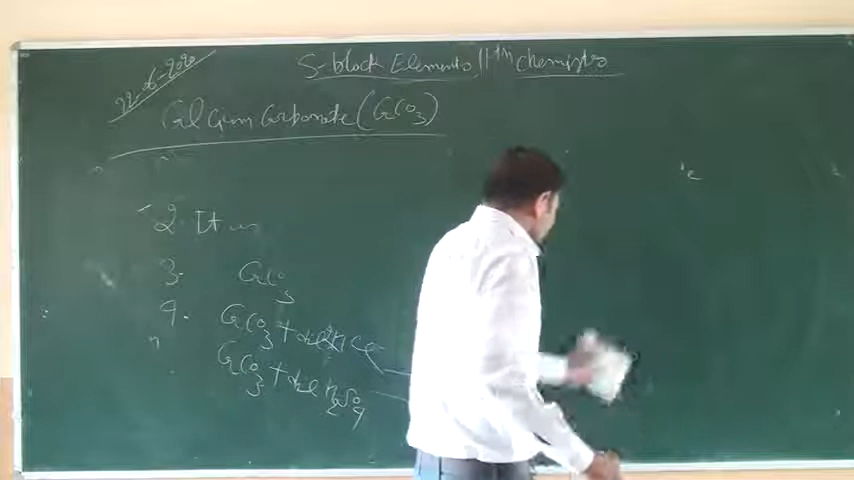 22-06-2020
S-block Elements 11th Chemistry
Calcium Carbonate (CaCO3)
2. It is
3. CaCO3
4. CaCO3 + dil HCl
CaCO3 + dil H2SO4